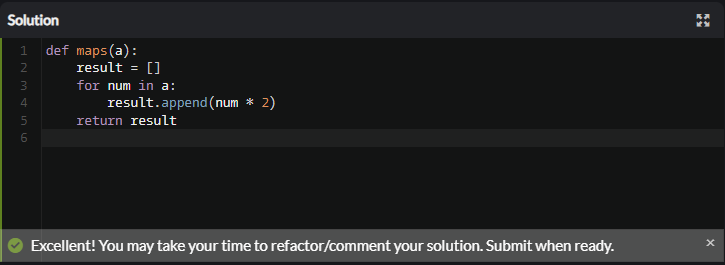 Solution
1 def maps(a):
2     result = []
3     for num in a:
4         result.append(num * 2)
5     return result
6
Excellent! You may take your time to refactor/comment your solution. Submit when ready. ×